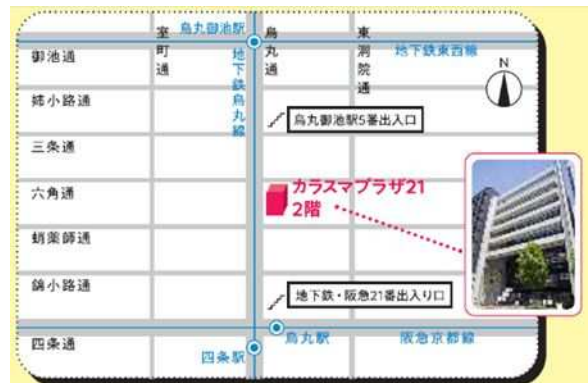 烏丸御池駅
室町通
烏丸通
東洞院通
地下鉄東西線
地下鉄烏丸線
御池通
N
姉小路通
烏丸御池駅5番出入口
三条通
六角通
カラスマプラザ21
2階
蛸薬師通
錦小路通
地下鉄・阪急21番出入り口
四条通
四条駅
烏丸駅
阪急京都線